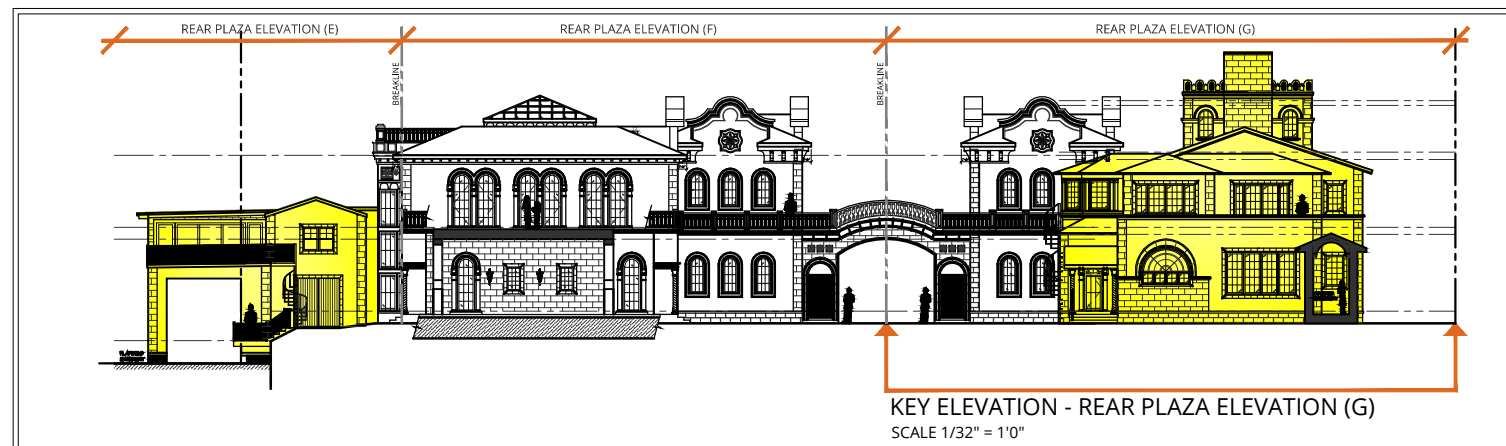 REAR PLAZA ELEVATION (E)
REAR PLAZA ELEVATION (F)
REAR PLAZA ELEVATION (G)
BREAKLINE
BREAKLINE
KEY ELEVATION - REAR PLAZA ELEVATION (G)
SCALE 1/32" = 1'0"